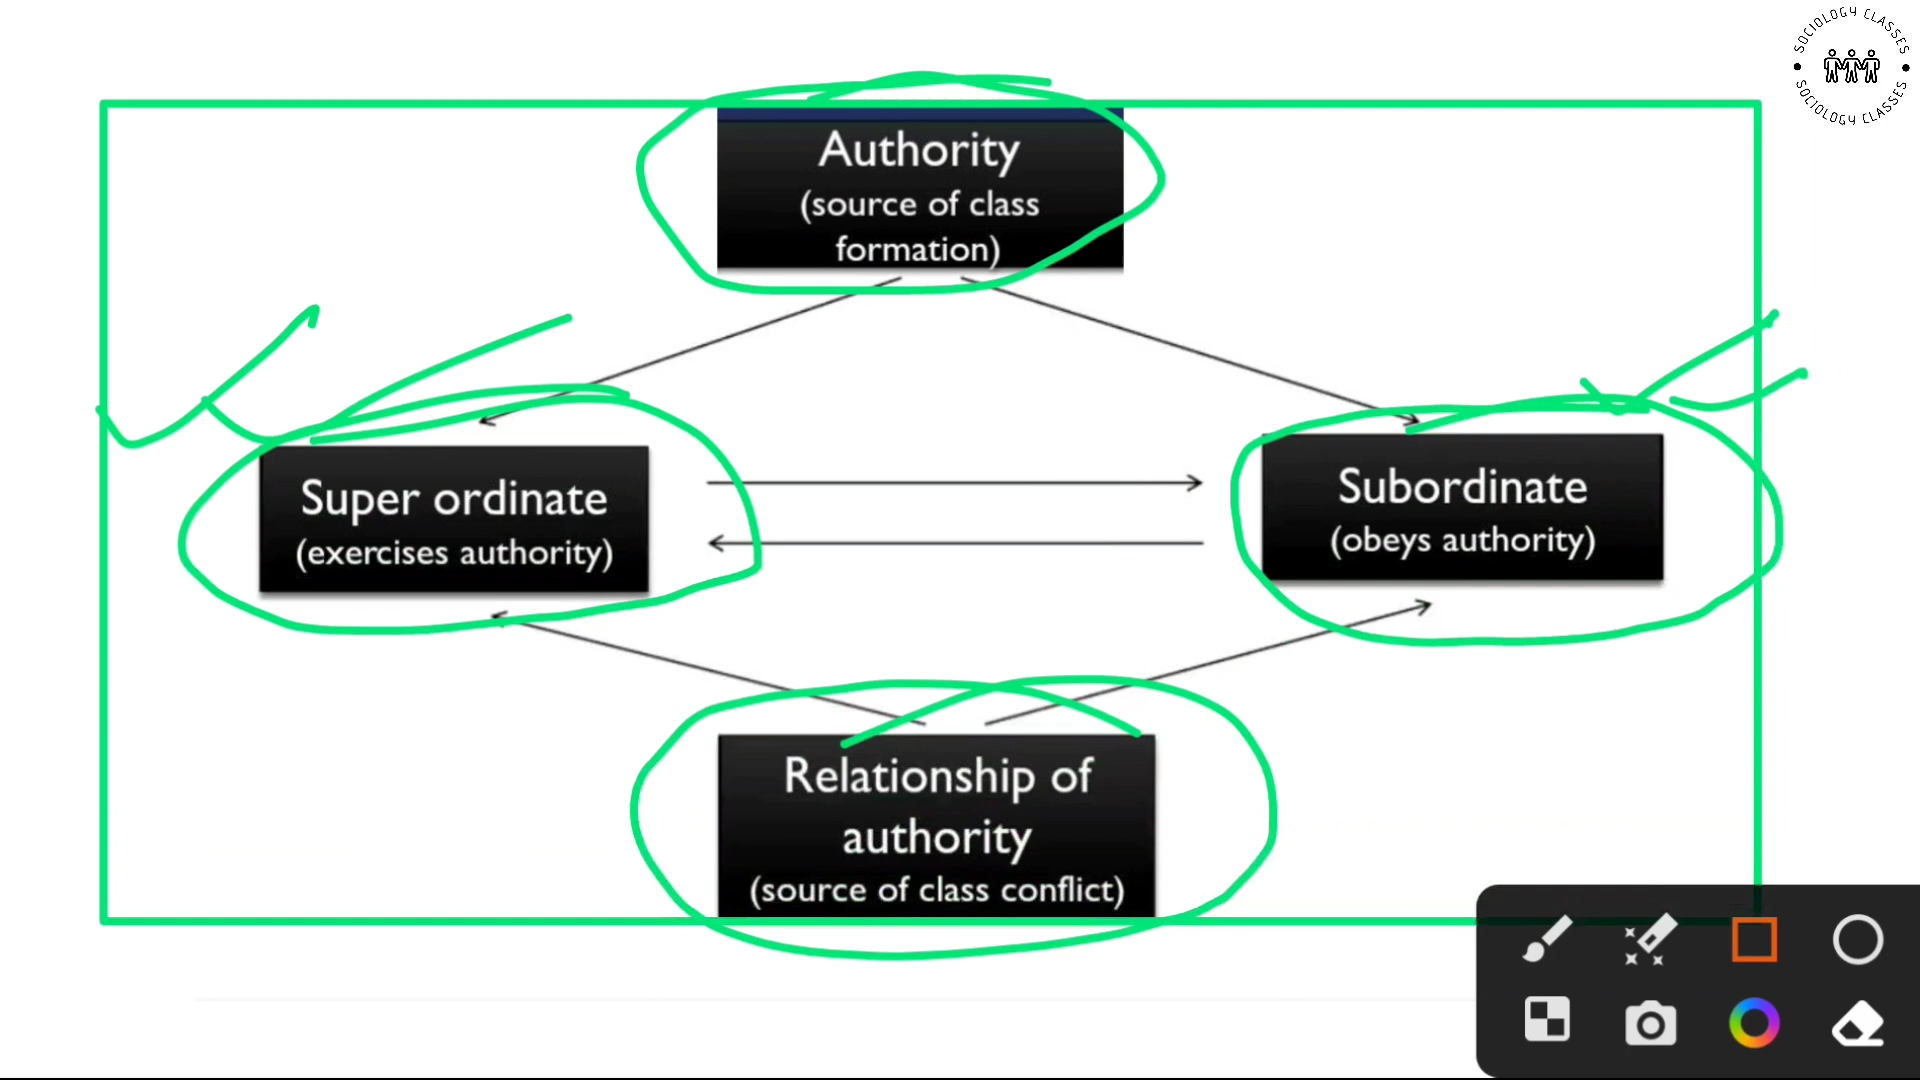 SOCIOLOGY CLASSES
SOCIOLOGY CLASSES
Authority
(source of class
formation)
Super ordinate
(exercises authority)
Subordinate
(obeys authority)
Relationship of
authority
(source of class conflict)